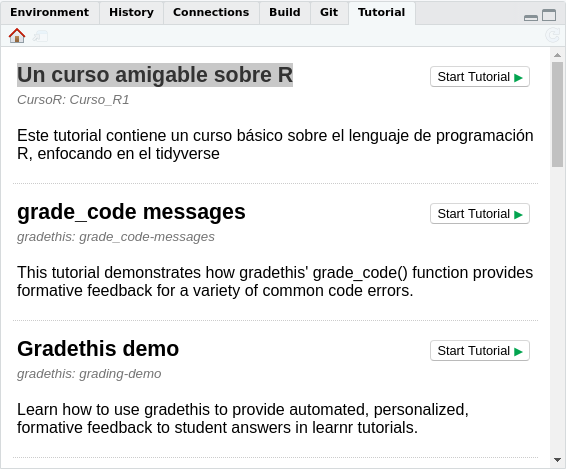 Environment History Connections Build Git Tutorial
Un curso amigable sobre R
Start Tutorial
CursoR: Curso_R1
Este tutorial contiene un curso básico sobre el lenguaje de programación
R, enfocando en el tidyverse
grade_code messages
Start Tutorial
gradethis: grade_code-messages
This tutorial demonstrates how gradethis' grade_code() function provides
formative feedback for a variety of common code errors.
Gradethis demo
Start Tutorial
gradethis: grading-demo
Learn how to use gradethis to provide automated, personalized,
formative feedback to student answers in learnr tutorials.